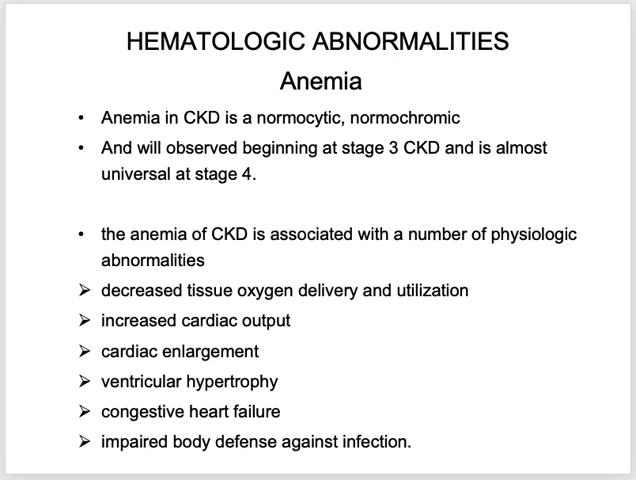 HEMATOLOGIC ABNORMALITIES
Anemia
• Anemia in CKD is a normocytic, normochromic
• And will observed beginning at stage 3 CKD and is almost
universal at stage 4.
• the anemia of CKD is associated with a number of physiologic
abnormalities
➢ decreased tissue oxygen delivery and utilization
➢ increased cardiac output
➢ cardiac enlargement
➢ ventricular hypertrophy
➢ congestive heart failure
➢ impaired body defense against infection.